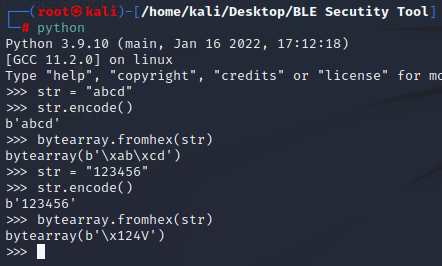 ┌──(root㉿kali)-[/home/kali/Desktop/BLE Secutity Tool]
└─# python
Python 3.9.10 (main, Jan 16 2022, 17:12:18)
[GCC 11.2.0] on linux
Type "help", "copyright", "credits" or "license" for mo
>>> str = "abcd"
>>> str.encode()
b'abcd'
>>> bytearray.fromhex(str)
bytearray(b'\xab\xcd')
>>> str = "123456"
>>> str.encode()
b'123456'
>>> bytearray.fromhex(str)
bytearray(b'\x124V')
>>>